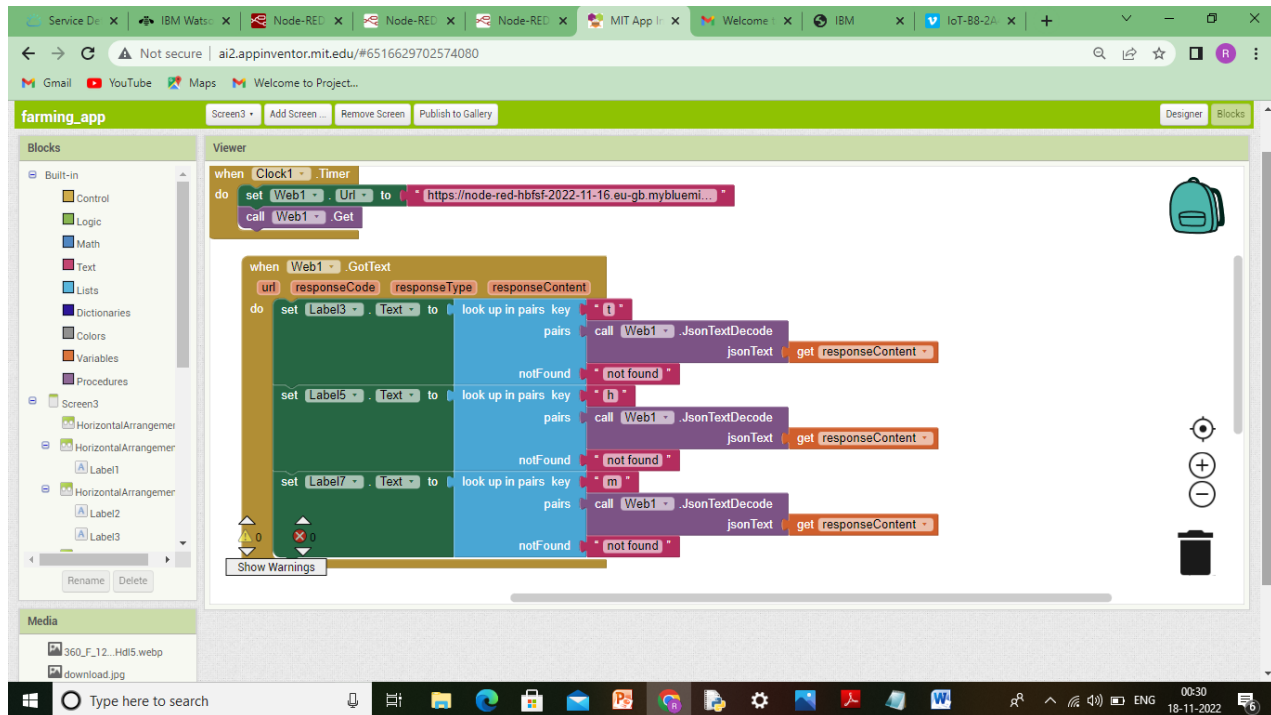 Service De
IBM Wats
Node-RED
Node-RED
Node-RED
MIT App In
Welcome t
IBM
IoT-B8-2A
Not secure | ai2.appinventor.mit.edu/#6516629702574080
R
Gmail YouTube Maps Welcome to Project...
farming_app
Screen3 Add Screen ... Remove Screen Publish to Gallery
Designer Blocks
Blocks
Viewer
Built-in
Control
Logic
Math
Text
Lists
Dictionaries
Colors
Variables
Procedures
Screen3
HorizontalArrangemer
HorizontalArrangemer
Label1
HorizontalArrangemer
Label2
Label3
Rename Delete
when Clock1 .Timer
do set Web1 . Url to " https://node-red-hbfsf-2022-11-16.eu-gb.mybluemi... "
call Web1 .Get
when Web1 .GotText
url responseCode responseType responseContent
do set Label3 . Text to look up in pairs key " t "
pairs call Web1 .JsonTextDecode
jsonText get responseContent
notFound " not found "
set Label5 . Text to look up in pairs key " h "
pairs call Web1 .JsonTextDecode
jsonText get responseContent
notFound " not found "
set Label7 . Text to look up in pairs key " m "
pairs call Web1 .JsonTextDecode
jsonText get responseContent
notFound " not found "
0 0
Show Warnings
Media
360_F_12...Hdl5.webp
download.jpg
Type here to search
ENG
00:30
18-11-2022
6